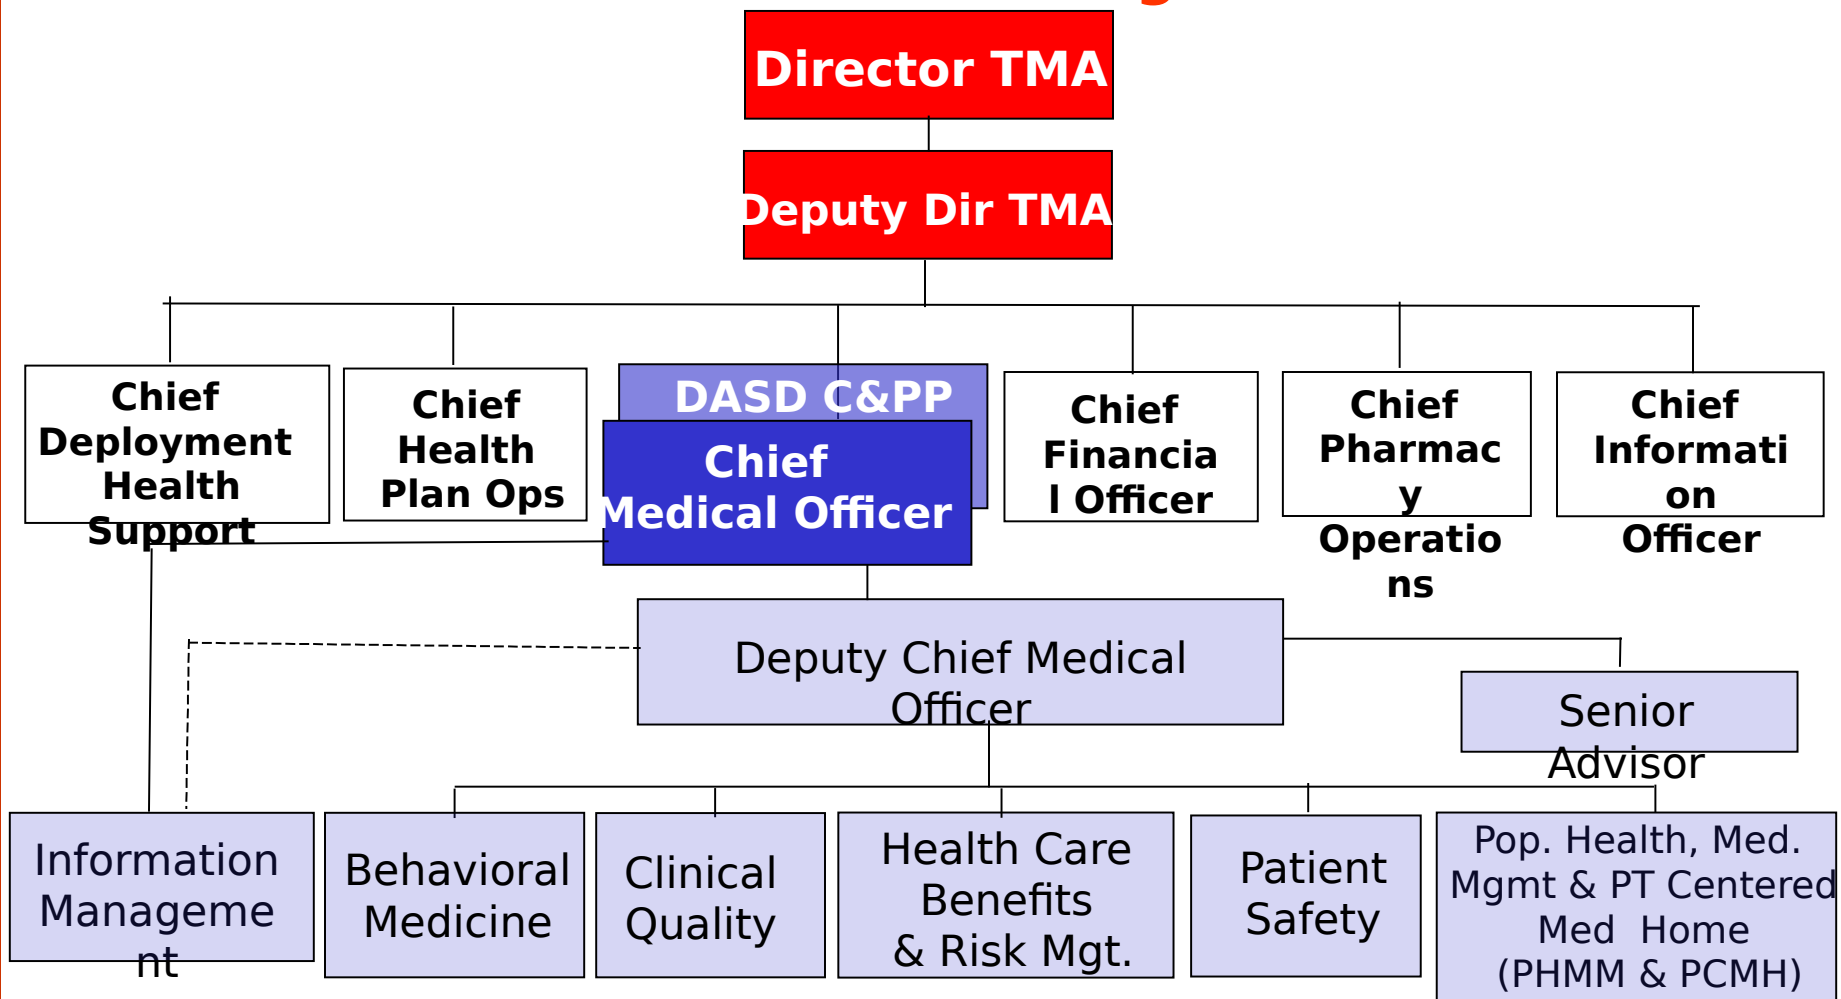 Director TMA
Deputy Dir TMA
Chief
Deployment
Health
Support
Chief
Health
Plan Ops
DASD C&PP
Chief
Medical Officer
Chief
Financia
l Officer
Chief
Pharmac
y
Operatio
ns
Chief
Informati
on
Officer
Deputy Chief Medical
Officer
Senior
Advisor
Information
Manageme
nt
Behavioral
Medicine
Clinical
Quality
Health Care
Benefits
& Risk Mgt.
Patient
Safety
Pop. Health, Med.
Mgmt & PT Centered
Med Home
(PHMM & PCMH)